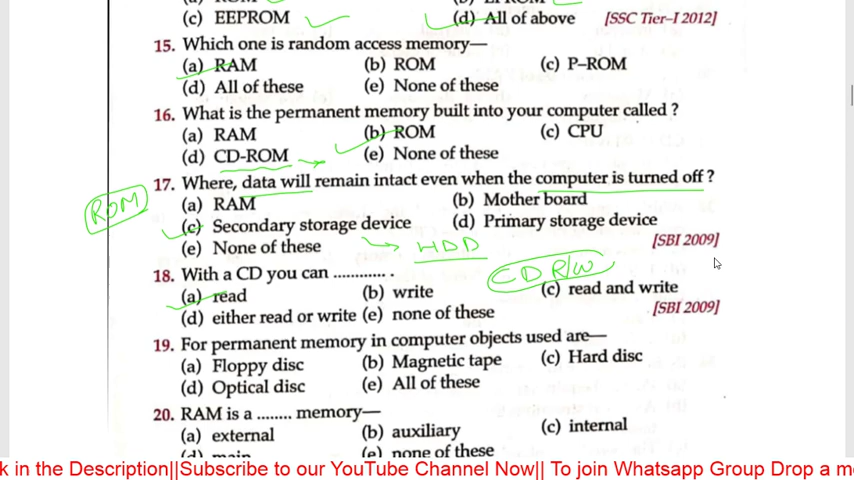 (c) EEPROM (d) All of above [SSC Tier–I 2012]
15. Which one is random access memory—
(a) RAM (b) ROM (c) P–ROM
(d) All of these (e) None of these
16. What is the permanent memory built into your computer called ?
(a) RAM (b) ROM (c) CPU
(d) CD-ROM (e) None of these
17. Where, data will remain intact even when the computer is turned off ?
ROM
(a) RAM (b) Mother board
(c) Secondary storage device (d) Primary storage device
(e) None of these HDD [SBI 2009]
18. With a CD you can ............. . CD R/W
(a) read (b) write (c) read and write
(d) either read or write (e) none of these [SBI 2009]
19. For permanent memory in computer objects used are—
(a) Floppy disc (b) Magnetic tape (c) Hard disc
(d) Optical disc (e) All of these
20. RAM is a ........ memory—
(a) external (b) auxiliary (c) internal
(d) main (e) none of these
k in the Description||Subscribe to our YouTube Channel Now|| To join Whatsapp Group Drop a me